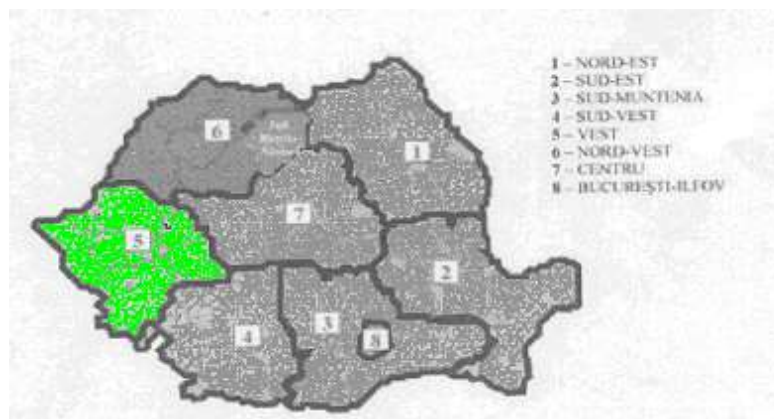 1 – NORD-EST
2 – SUD-EST
3 – SUD-MUNTENIA
4 – SUD-VEST
5 – VEST
6 – NORD-VEST
7 – CENTRU
8 – BUCUREŞTI-ILFOV
6
1
7
5
2
3
4
8